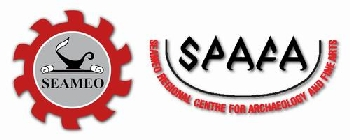 SEAMEO
SPAFA
SEAMEO REGIONAL CENTRE FOR ARCHAEOLOGY AND FINE ARTS